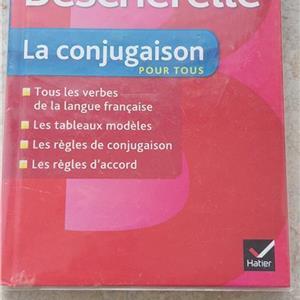 Bescherelle
La conjugaison
POUR TOUS
Tous les verbes
de la langue française
Les tableaux modèles
Les règles de conjugaison
Les règles d'accord
Hatier